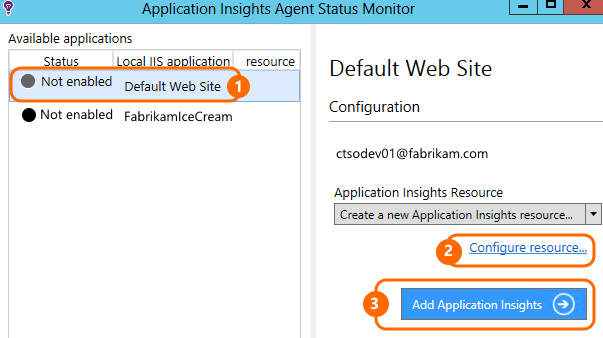 Application Insights Agent Status Monitor
Available applications
Status Local IIS application resource
Not enabled Default Web Site
1
Not enabled FabrikamIceCream
Default Web Site
Configuration
ctsodev01@fabrikam.com
Application Insights Resource
Create a new Application Insights resource...
2 Configure resource...
3 Add Application Insights